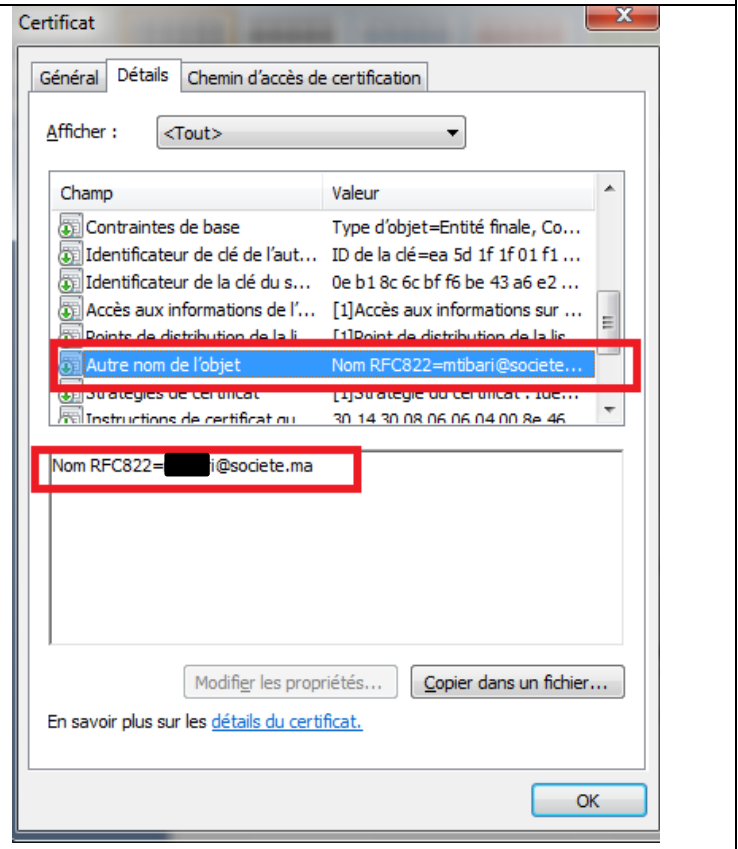 Certificat
Général Détails Chemin d'accès de certification
Afficher : <Tout>
Champ Valeur
Contraintes de base Type d'objet=Entité finale, Co...
Identificateur de clé de l'aut... ID de la clé=ea 5d 1f 1f 01 f1 ...
Identificateur de la clé du s... 0e b1 8c 6c bf f6 be 43 a6 e2 ...
Accès aux informations de l'... [1]Accès aux informations sur ...
Points de distribution de la li... [1]Point de distribution de la lis...
Autre nom de l'objet Nom RFC822=mtibari@societe...
Stratégies de certificat [1]Stratégie du certificat : Ide...
Instructions de certificat qu... 30 14 30 08 06 06 04 00 8e 46 ...
Nom RFC822= i@societe.ma
Modifier les propriétés... Copier dans un fichier...
En savoir plus sur les détails du certificat.
OK